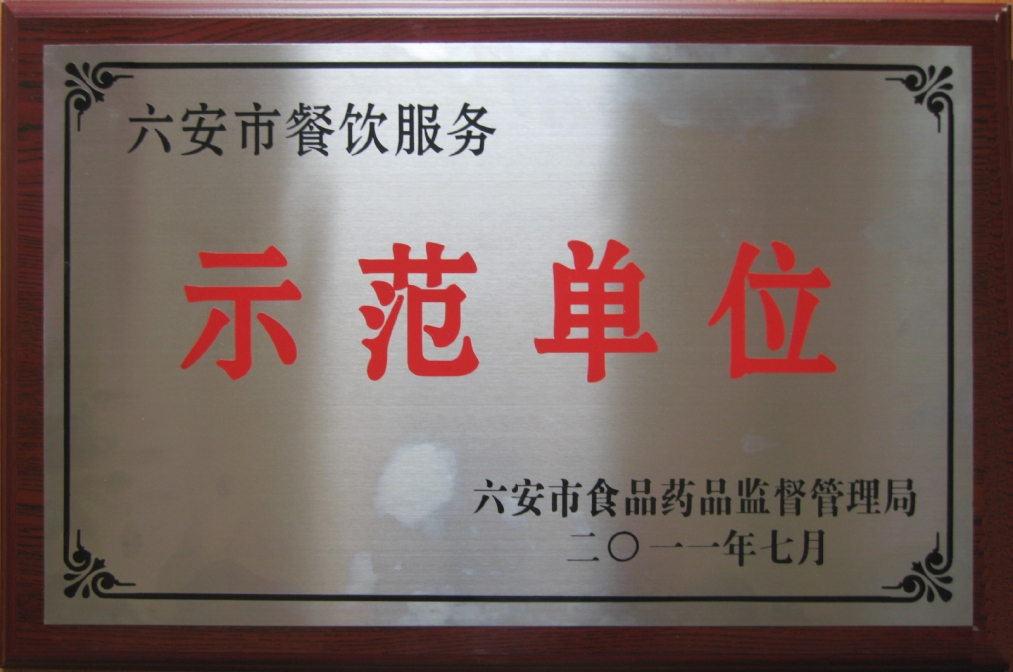 六安市餐饮服务
示范单位
六安市食品药品监督管理局
二〇一一年七月